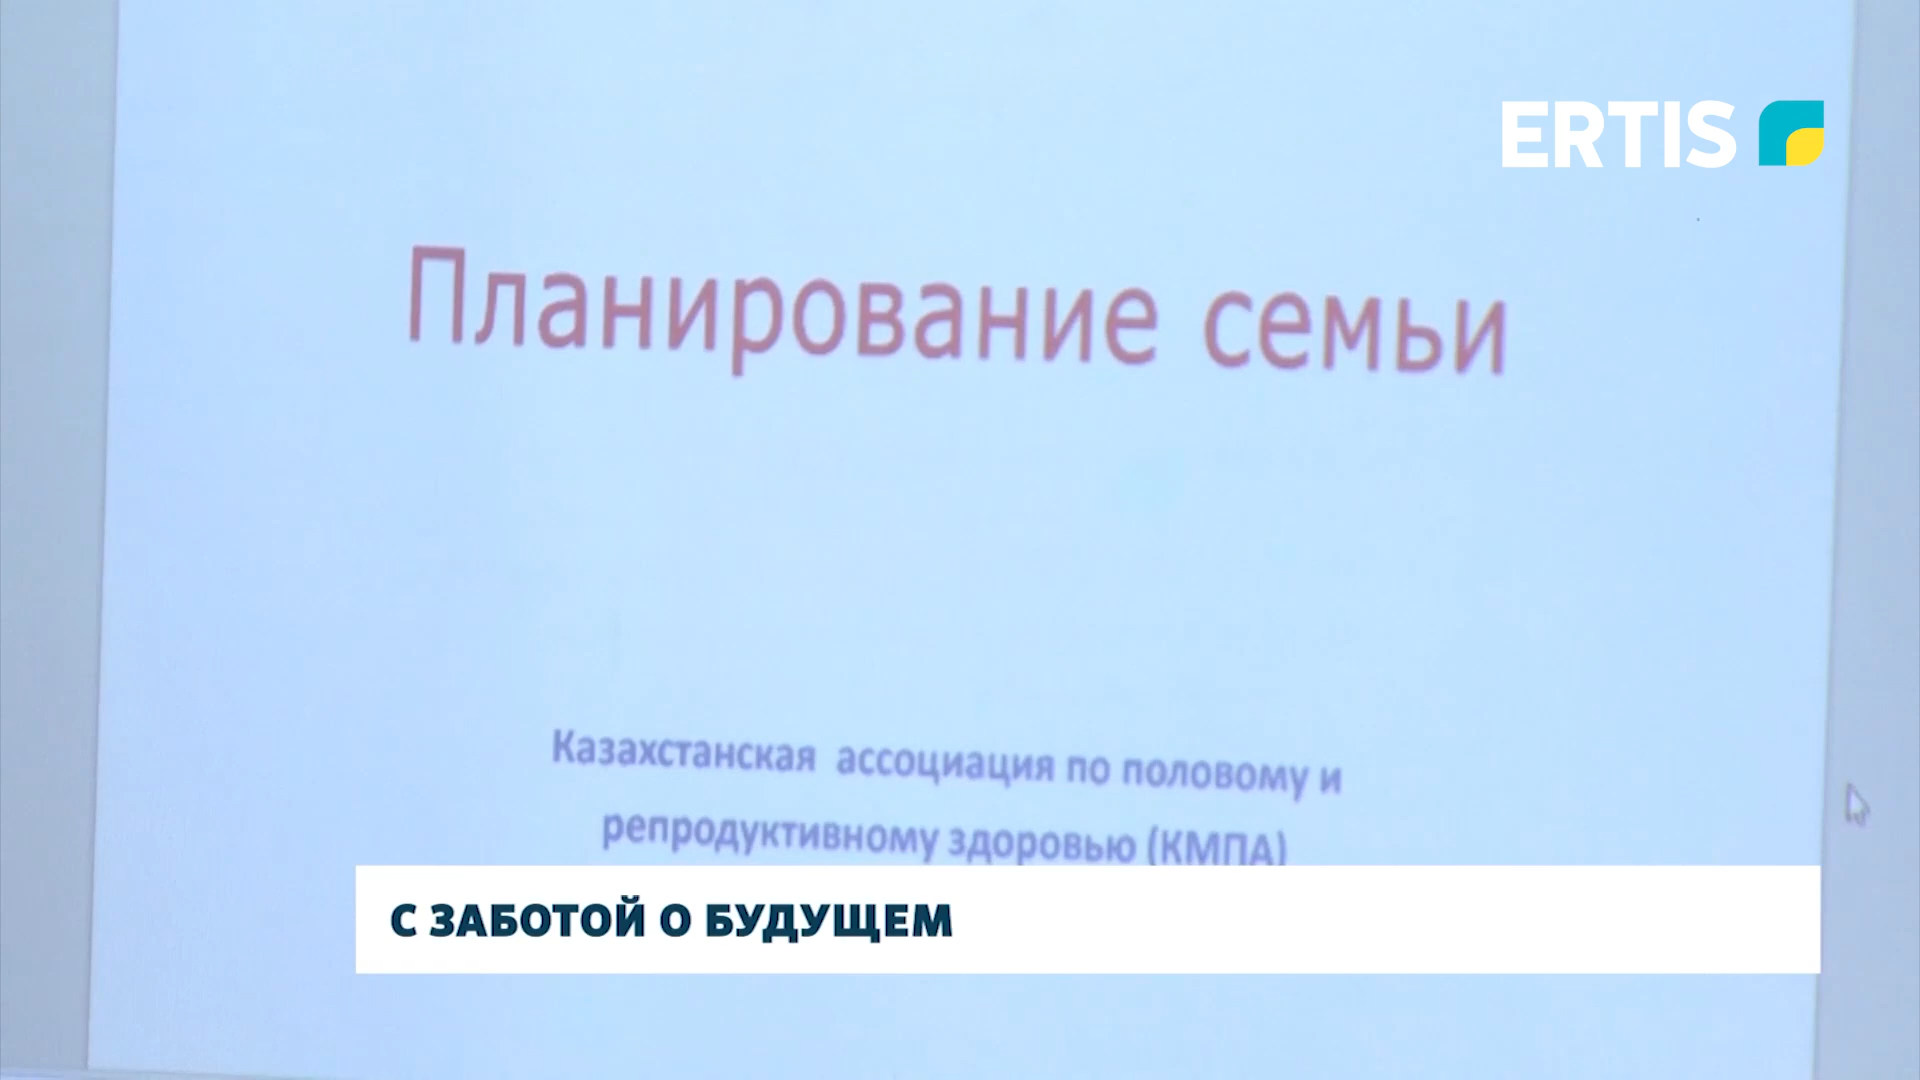 ERTIS
Планирование семьи
Казахстанская ассоциация по половому и
репродуктивному здоровью (КМПА)
С ЗАБОТОЙ О БУДУЩЕМ